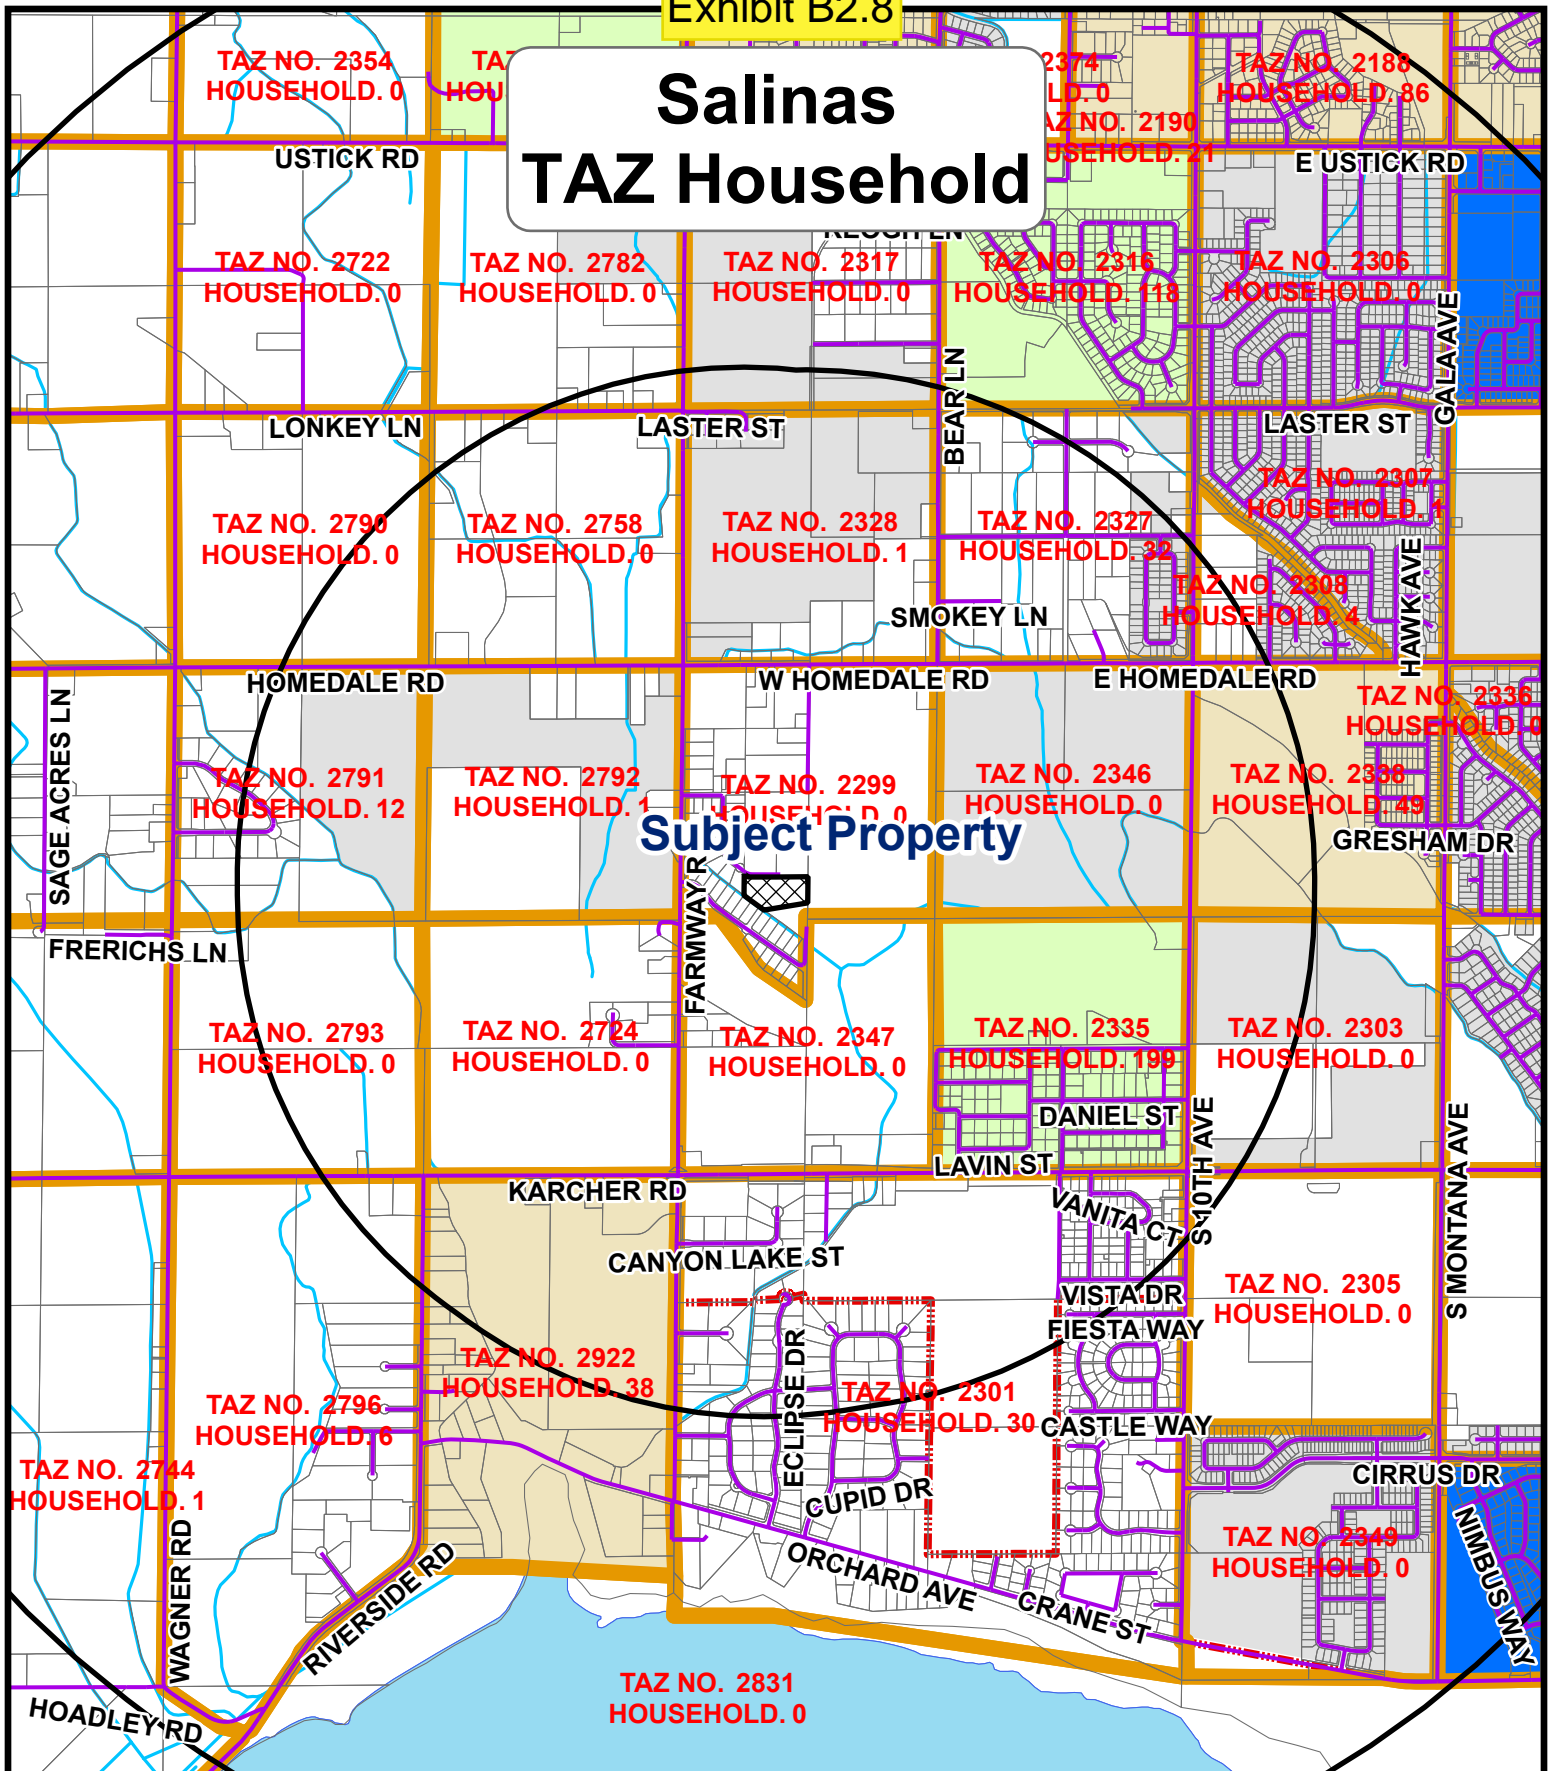 Exhibit B2.8
Salinas
TAZ Household
TAZ NO. 2354
HOUSEHOLD. 0
2374
TAZ NO. 2188
HOUSEHOLD. 86
NO. 2190
21
USTICK RD
E USTICK RD
TAZ NO. 2722
HOUSEHOLD. 0
TAZ NO. 2782
HOUSEHOLD. 0
TAZ NO. 2317
HOUSEHOLD. 0
TAZ NO. 2316
HOUSEHOLD. 118
TAZ NO. 2306
HOUSEHOLD. 0
GALA AVE
BEAR LN
LONKEY LN
LASTER ST
LASTER ST
TAZ NO. 2790
HOUSEHOLD. 0
TAZ NO. 2758
HOUSEHOLD. 0
TAZ NO. 2328
HOUSEHOLD. 1
TAZ NO. 2327
HOUSEHOLD. 32
TAZ NO. 2307
HOUSEHOLD. 1
TAZ NO. 2308
HOUSEHOLD. 4
HAWK AVE
SMOKEY LN
HOMEDALE RD
W HOMEDALE RD
E HOMEDALE RD
SAGE ACRES LN
TAZ NO. 2336
HOUSEHOLD. 0
TAZ NO. 2791
HOUSEHOLD. 12
TAZ NO. 2792
HOUSEHOLD. 1
TAZ NO. 2299
HOUSEHOLD. 0
TAZ NO. 2346
HOUSEHOLD. 0
TAZ NO. 2338
HOUSEHOLD. 49
Subject Property
GRESHAM DR
FARMWAY R
FRERICHS LN
TAZ NO. 2793
HOUSEHOLD. 0
TAZ NO. 2724
HOUSEHOLD. 0
TAZ NO. 2347
HOUSEHOLD. 0
TAZ NO. 2335
HOUSEHOLD. 199
TAZ NO. 2303
HOUSEHOLD. 0
DANIEL ST
LAVIN ST
S 10TH AVE
S MONTANA AVE
KARCHER RD
VANITA CT
CANYON LAKE ST
VISTA DR
FIESTA WAY
TAZ NO. 2305
HOUSEHOLD. 0
TAZ NO. 2922
HOUSEHOLD. 38
ECLIPSE DR
TAZ NO. 2301
HOUSEHOLD. 30
CASTLE WAY
TAZ NO. 2796
HOUSEHOLD. 6
TAZ NO. 2744
HOUSEHOLD. 1
CUPID DR
CIRRUS DR
NIMBUS WAY
TAZ NO. 2349
HOUSEHOLD. 0
WAGNER RD
RIVERSIDE RD
ORCHARD AVE
CRANE ST
TAZ NO. 2831
HOUSEHOLD. 0
HOADLEY RD